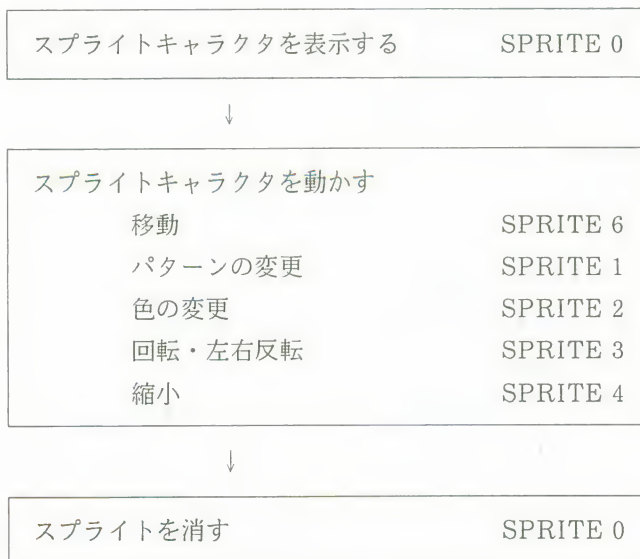 スプライトキャラクタを表示する SPRITE 0
↓
スプライトキャラクタを動かす
移動 SPRITE 6
パターンの変更 SPRITE 1
色の変更 SPRITE 2
回転・左右反転 SPRITE 3
縮小 SPRITE 4
↓
スプライトを消す SPRITE 0